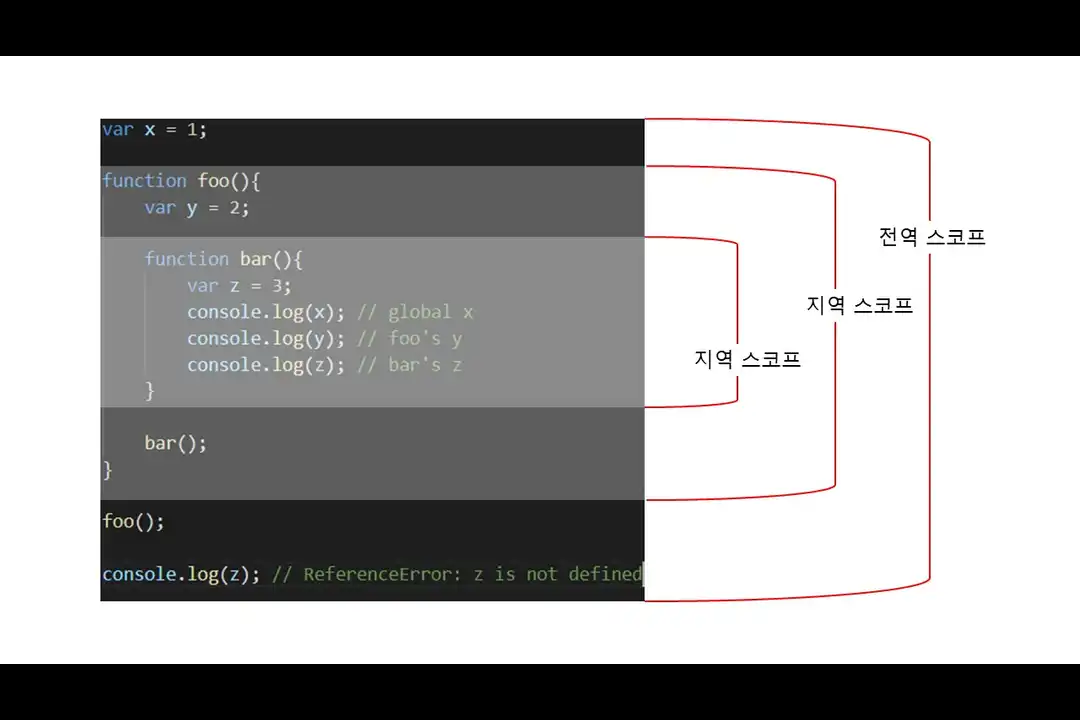 var x = 1;
function foo(){
    var y = 2;
    function bar(){
        var z = 3;
        console.log(x); // global x
        console.log(y); // foo's y
        console.log(z); // bar's z
    }
    bar();
}
foo();
console.log(z); // ReferenceError: z is not defined
전역 스코프
지역 스코프
지역 스코프